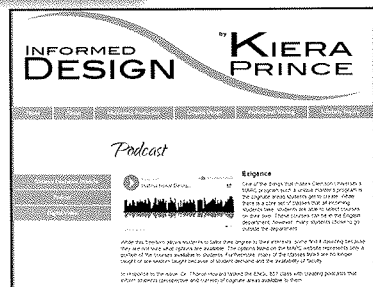 INFORMED
DESIGN
by KIERA
PRINCE
Podcast
Exigence
One of the things that makes Clemson University's
MAPC program such a unique master's program is
the cognate areas students get to create. While
there is a core set of classes that all incoming
students take, students are able to select courses
on their own. These courses can be in the English
department, however, many students choose to go
outside the department.
While this freedom allows students to tailor their degree to their interests, some find it daunting because
they are not sure what options are available. The options listed on the MAPC website represents only a
portion of the courses available to students. Furthermore, many of the classes listed are no longer
taught or are seldom taught because of student demand and the availability of faculty.
In response to this issue, Dr. Tharon Howard tasked the ENGL 857 class with creating podcasts that
inform students (perspective and current) of cognate areas available to them.